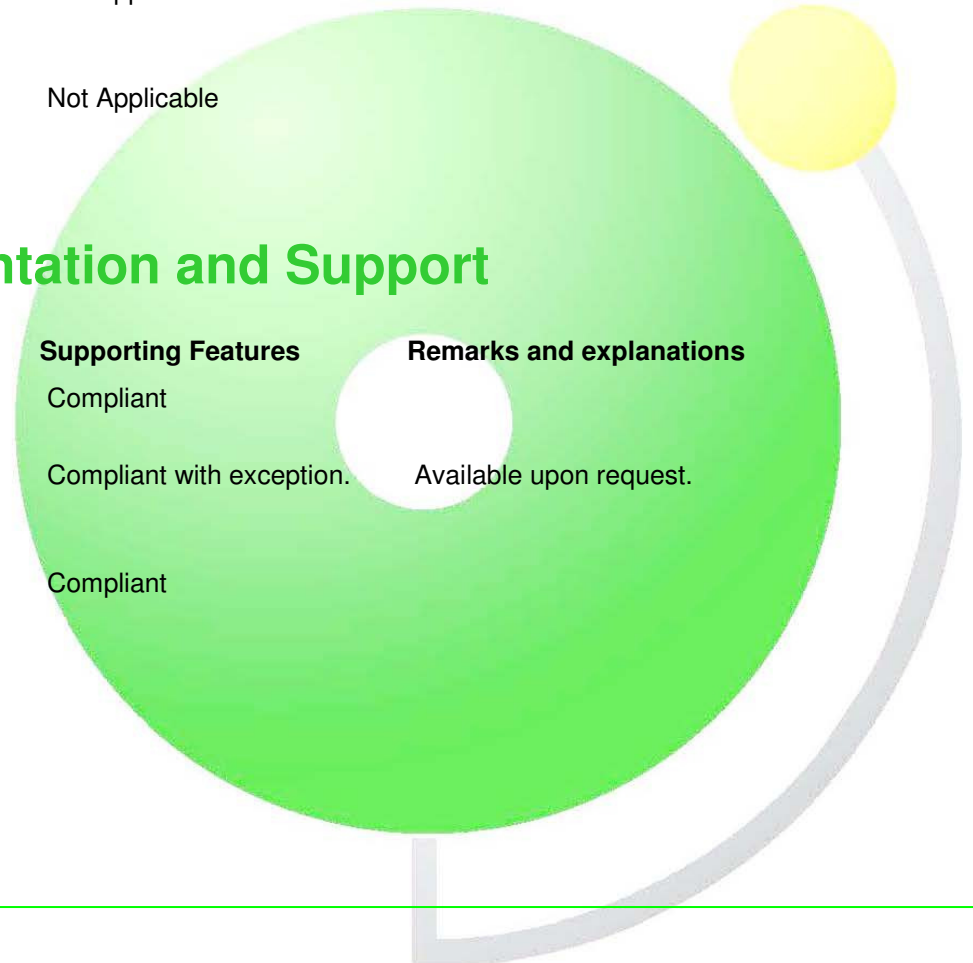 Not Applicable
ntation and Support
Supporting Features Remarks and explanations
Compliant
Compliant with exception. Available upon request.
Compliant